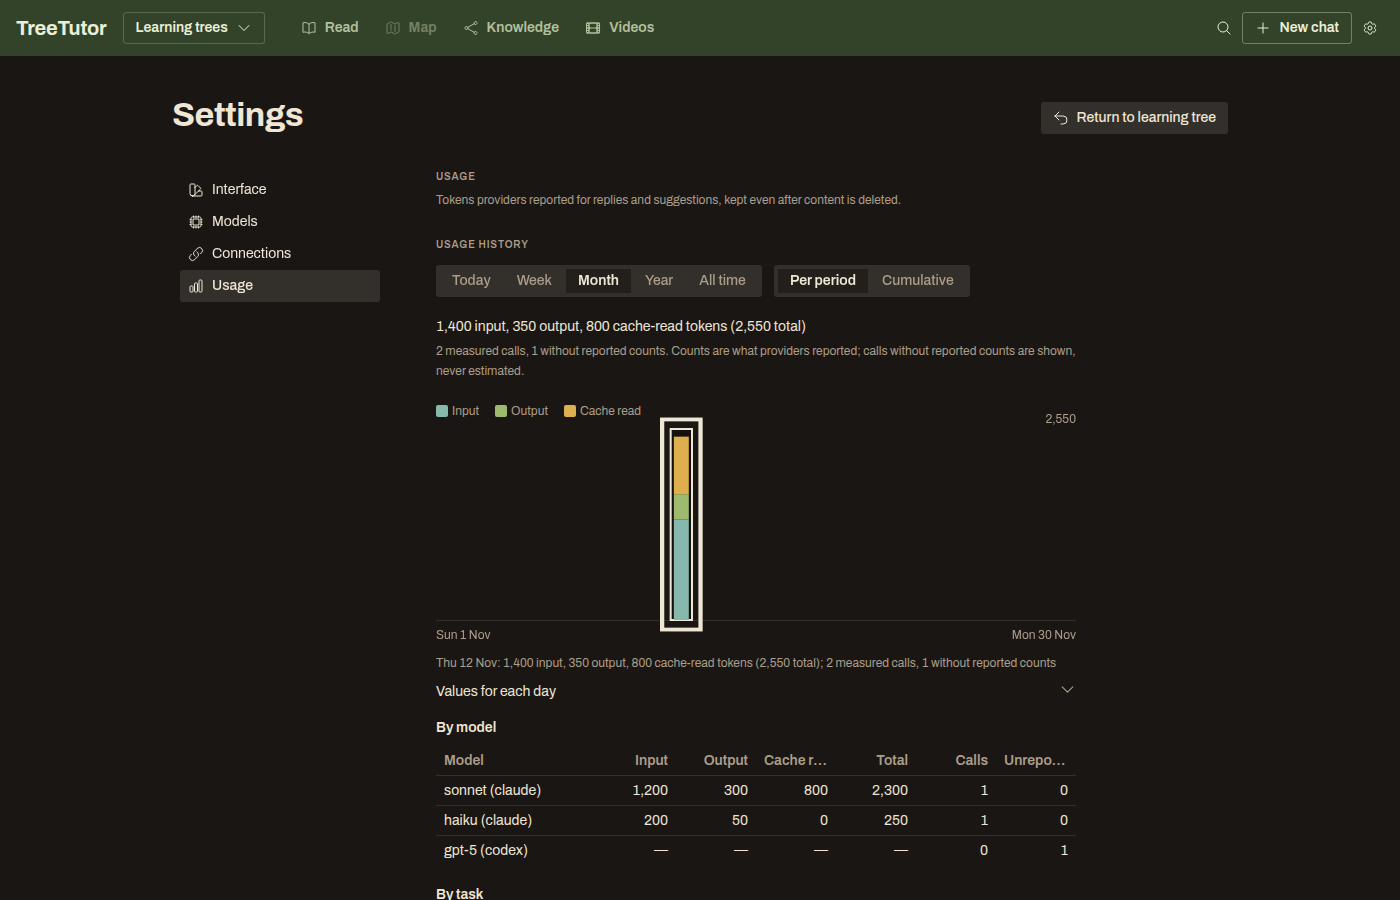 TreeTutor
Learning trees
Read
Map
Knowledge
Videos
New chat
Settings
Return to learning tree
Interface
Models
Connections
Usage
USAGE
Tokens providers reported for replies and suggestions, kept even after content is deleted.
USAGE HISTORY
Today Week Month Year All time Per period Cumulative
1,400 input, 350 output, 800 cache-read tokens (2,550 total)
2 measured calls, 1 without reported counts. Counts are what providers reported; calls without reported counts are shown,
never estimated.
Input Output Cache read
2,550
Sun 1 Nov Mon 30 Nov
Thu 12 Nov: 1,400 input, 350 output, 800 cache-read tokens (2,550 total); 2 measured calls, 1 without reported counts
Values for each day
By model
Model Input Output Cache r… Total Calls Unrepo…
sonnet (claude) 1,200 300 800 2,300 1 0
haiku (claude) 200 50 0 250 1 0
gpt-5 (codex) — — — — 0 1
By task